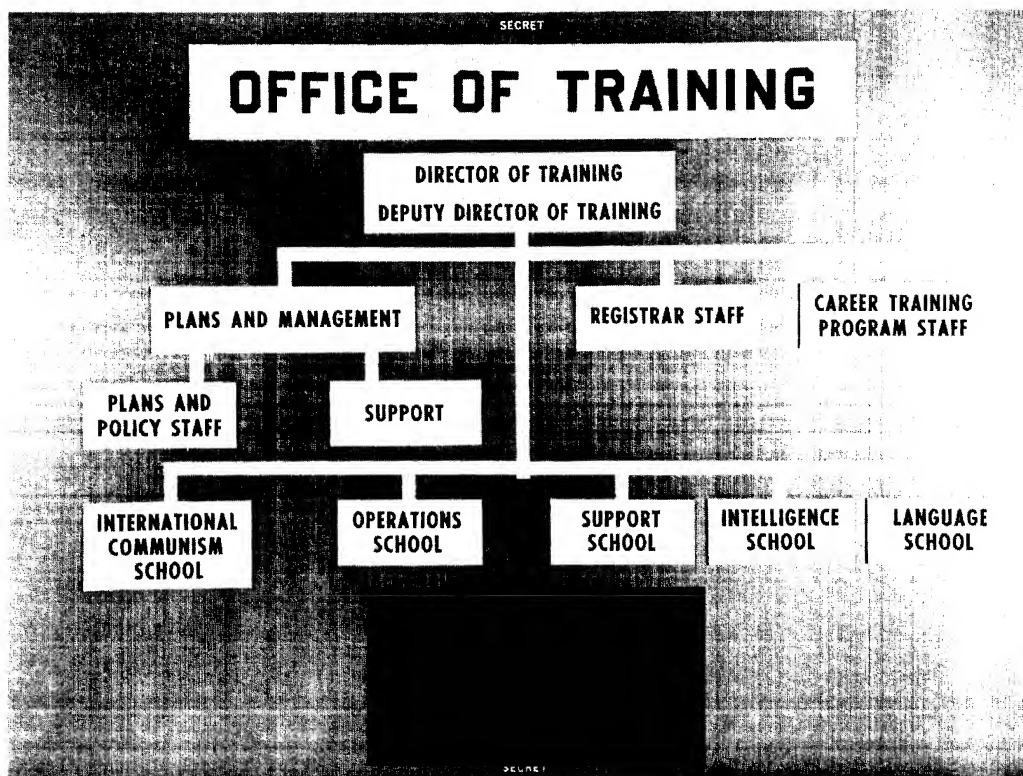 SECRET
OFFICE OF TRAINING
DIRECTOR OF TRAINING
DEPUTY DIRECTOR OF TRAINING
PLANS AND MANAGEMENT
REGISTRAR STAFF
CAREER TRAINING
PROGRAM STAFF
PLANS AND
POLICY STAFF
SUPPORT
INTERNATIONAL
COMMUNISM
SCHOOL
OPERATIONS
SCHOOL
SUPPORT
SCHOOL
INTELLIGENCE
SCHOOL
LANGUAGE
SCHOOL
SECRET